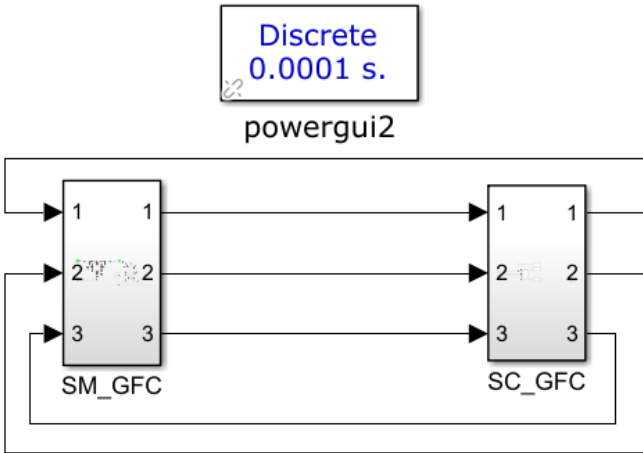 Discrete
0.0001 s.
powergui2
1 1 1 1
2 2 2 2
3 3 3 3
SM_GFC SC_GFC